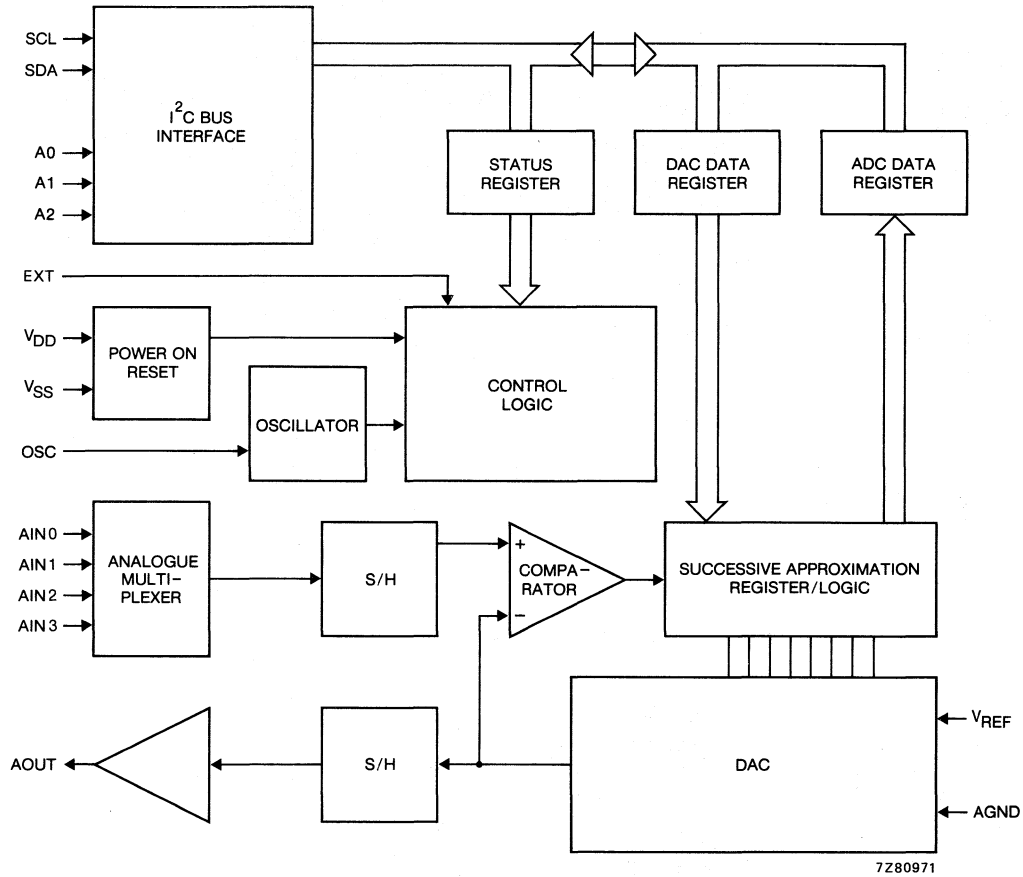 SCL
SDA
I²C BUS
INTERFACE
A0
A1
A2
STATUS
REGISTER
DAC DATA
REGISTER
ADC DATA
REGISTER
EXT
VDD
VSS
POWER ON
RESET
OSC
OSCILLATOR
CONTROL
LOGIC
AIN0
AIN1
AIN2
AIN3
ANALOGUE
MULTI–
PLEXER
S/H
+
COMPA–
RATOR
–
SUCCESSIVE APPROXIMATION
REGISTER/LOGIC
AOUT
S/H
DAC
VREF
AGND
7Z80971